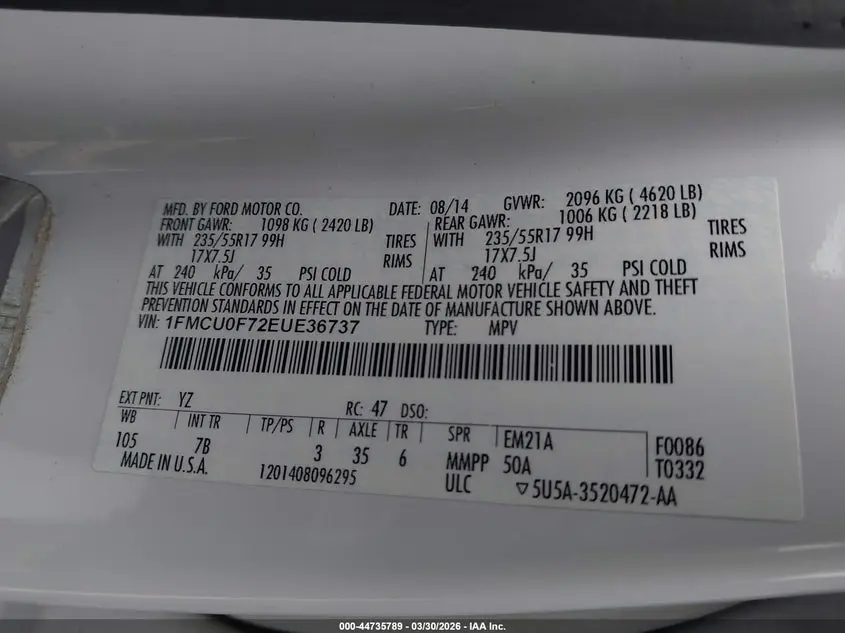 MFD. BY FORD MOTOR CO. DATE: 08/14 GVWR: 2096 KG ( 4620 LB)
FRONT GAWR: 1098 KG ( 2420 LB) REAR GAWR: 1006 KG ( 2218 LB)
WITH 235/55R17 99H TIRES WITH 235/55R17 99H TIRES
17X7.5J RIMS 17X7.5J RIMS
AT 240 kPa/ 35 PSI COLD AT 240 kPa/ 35 PSI COLD
THIS VEHICLE CONFORMS TO ALL APPLICABLE FEDERAL MOTOR VEHICLE SAFETY AND THEFT
PREVENTION STANDARDS IN EFFECT ON THE DATE OF MANUFACTURE SHOWN ABOVE.
VIN: 1FMCU0F72EUE36737 TYPE: MPV
EXT PNT: YZ RC: 47 DSO:
WB INT TR TP/PS R AXLE TR SPR EM21A F0086
105 7B 3 35 6 MMPP 50A T0332
MADE IN U.S.A. 1201408096295 ULC ▽5U5A-3520472-AA
000-44735789 - 03/30/2026 - IAA Inc.